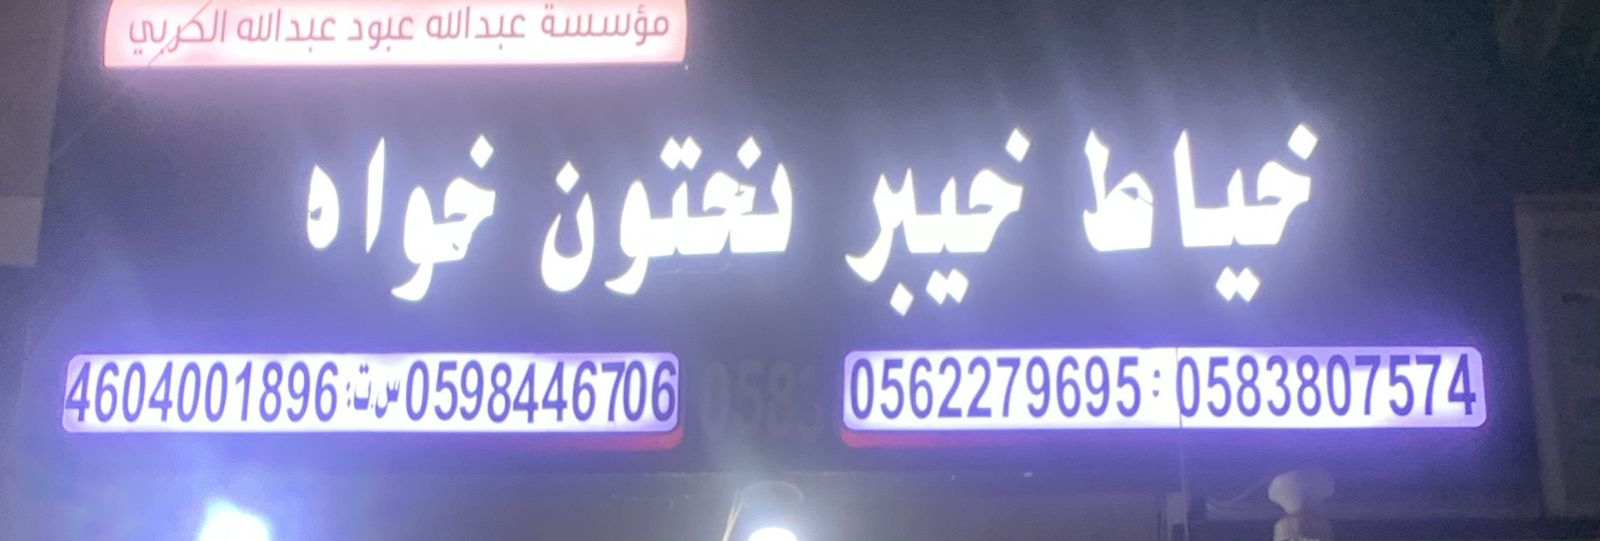 مؤسسة عبدالله عبود عبدالله الكربي
خياط خيبر نختون خواه
0562279695 : 0583807574
4604001896 س.ت: 0598446706